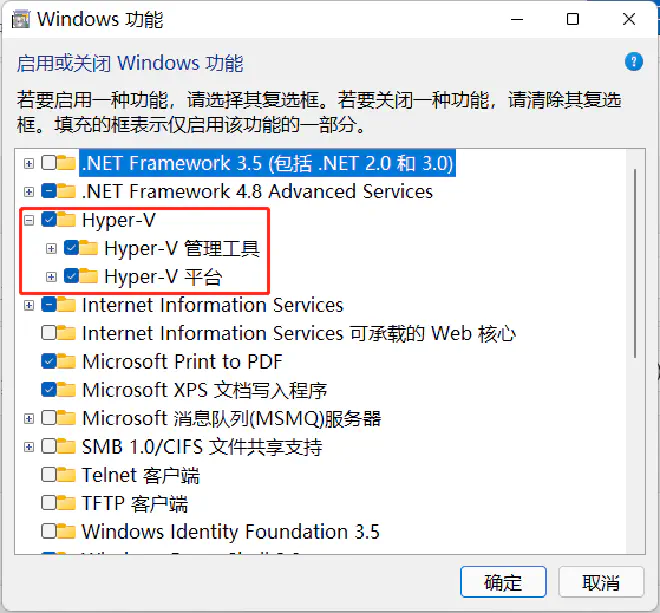 Windows 功能
启用或关闭 Windows 功能
若要启用一种功能，请选择其复选框。若要关闭一种功能，请清除其复选
框。填充的框表示仅启用该功能的一部分。
.NET Framework 3.5 (包括 .NET 2.0 和 3.0)
.NET Framework 4.8 Advanced Services
Hyper-V
Hyper-V 管理工具
Hyper-V 平台
Internet Information Services
Internet Information Services 可承载的 Web 核心
Microsoft Print to PDF
Microsoft XPS 文档写入程序
Microsoft 消息队列(MSMQ)服务器
SMB 1.0/CIFS 文件共享支持
Telnet 客户端
TFTP 客户端
Windows Identity Foundation 3.5
确定
取消